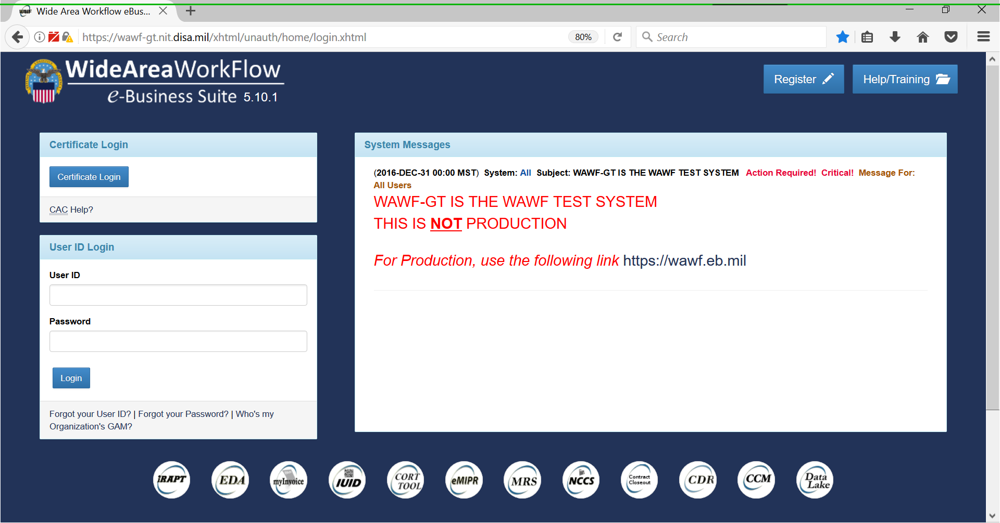 Wide Area Workflow eBus...
https://wawf-gt.nit.disa.mil/xhtml/unauth/home/login.xhtml
80%
Search
WideAreaWorkFlow
e-Business Suite 5.10.1
Register
Help/Training
Certificate Login
Certificate Login
CAC Help?
User ID Login
User ID
Password
Login
Forgot your User ID? | Forgot your Password? | Who's my
Organization's GAM?
System Messages
(2016-DEC-31 00:00 MST) System: All Subject: WAWF-GT IS THE WAWF TEST SYSTEM Action Required! Critical! Message For:
All Users
WAWF-GT IS THE WAWF TEST SYSTEM
THIS IS NOT PRODUCTION
For Production, use the following link https://wawf.eb.mil
iRAPT
EDA
myInvoice
IUID
CORT
TOOL
eMIPR
MRS
NCCS
Contract
Closeout
CDR
CCM
Data
Lake